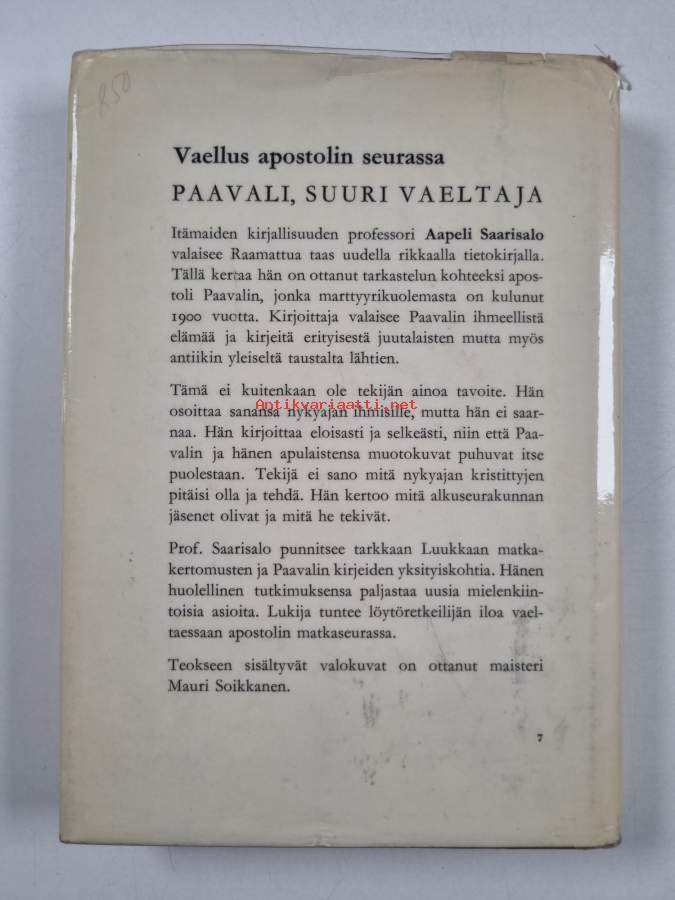 850
Vaellus apostolin seurassa
PAAVALI, SUURI VAELTAJA
Itämaiden kirjallisuuden professori Aapeli Saarisalo
valaisee Raamattua taas uudella rikkaalla tietokirjalla.
Tällä kertaa hän on ottanut tarkastelun kohteeksi apos-
toli Paavalin, jonka marttyyrikuolemasta on kulunut
1900 vuotta. Kirjoittaja valaisee Paavalin ihmeellistä
elämää ja kirjeitä erityisestä juutalaisten mutta myös
antiikin yleiseltä taustalta lähtien.
Tämä ei kuitenkaan ole tekijän ainoa tavoite. Hän
Antikvariaatti.net
osoittaa sanansa nykyajan ihmisille, mutta hän ei saar-
naa. Hän kirjoittaa eloisasti ja selkeästi, niin että Paa-
valin ja hänen apulaistensa muotokuvat puhuvat itse
puolestaan. Tekijä ei sano mitä nykyajan kristittyjen
pitäisi olla ja tehdä. Hän kertoo mitä alkuseurakunnan
jäsenet olivat ja mitä he tekivät.
Prof. Saarisalo punnitsee tarkkaan Luukkaan matka-
kertomusten ja Paavalin kirjeiden yksityiskohtia. Hänen
huolellinen tutkimuksensa paljastaa uusia mielenkiin-
toisia asioita. Lukija tuntee löytöretkeilijän iloa vael-
taessaan apostolin matkaseurassa.
Teokseen sisältyvät valokuvat on ottanut maisteri
Mauri Soikkanen.
7